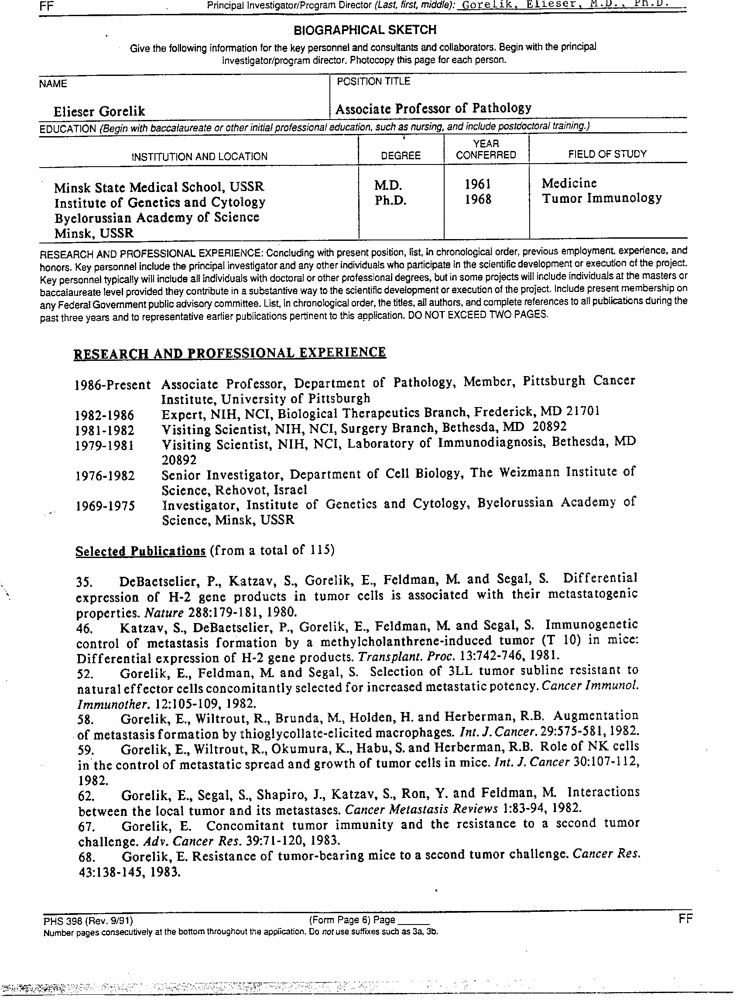 FF Principal Investigator/Program Director (Last, first, middle): Gorelik, Elieser, M.D., Ph.D.
BIOGRAPHICAL SKETCH
Give the following information for the key personnel and consultants and collaborators. Begin with the principal
investigator/program director. Photocopy this page for each person.
NAME POSITION TITLE
Elieser Gorelik Associate Professor of Pathology
EDUCATION (Begin with baccalaureate or other initial professional education, such as nursing, and include postdoctoral training.)
INSTITUTION AND LOCATION DEGREE YEAR CONFERRED FIELD OF STUDY
Minsk State Medical School, USSR M.D. 1961 Medicine
Institute of Genetics and Cytology Ph.D. 1968 Tumor Immunology
Byelorussian Academy of Science
Minsk, USSR
RESEARCH AND PROFESSIONAL EXPERIENCE: Concluding with present position, list, in chronological order, previous employment, experience, and
honors. Key personnel include the principal investigator and any other individuals who participate in the scientific development or execution of the project.
Key personnel typically will include all individuals with doctoral or other professional degrees, but in some projects will include individuals at the masters or
baccalaureate level provided they contribute in a substantive way to the scientific development or execution of the project. Include present membership on
any Federal Government public advisory committee. List, in chronological order, the titles, all authors, and complete references to all publications during the
past three years and to representative earlier publications pertinent to this application. DO NOT EXCEED TWO PAGES.
RESEARCH AND PROFESSIONAL EXPERIENCE
1986-Present Associate Professor, Department of Pathology, Member, Pittsburgh Cancer
Institute, University of Pittsburgh
1982-1986 Expert, NIH, NCI, Biological Therapeutics Branch, Frederick, MD 21701
1981-1982 Visiting Scientist, NIH, NCI, Surgery Branch, Bethesda, MD 20892
1979-1981 Visiting Scientist, NIH, NCI, Laboratory of Immunodiagnosis, Bethesda, MD
20892
1976-1982 Senior Investigator, Department of Cell Biology, The Weizmann Institute of
Science, Rehovot, Israel
1969-1975 Investigator, Institute of Genetics and Cytology, Byelorussian Academy of
Science, Minsk, USSR
Selected Publications (from a total of 115)
35. DeBaetselier, P., Katzav, S., Gorelik, E., Feldman, M. and Segal, S. Differential
expression of H-2 gene products in tumor cells is associated with their metastatogenic
properties. Nature 288:179-181, 1980.
46. Katzav, S., DeBaetselier, P., Gorelik, E., Feldman, M. and Segal, S. Immunogenetic
control of metastasis formation by a methylcholanthrene-induced tumor (T 10) in mice:
Differential expression of H-2 gene products. Transplant. Proc. 13:742-746, 1981.
52. Gorelik, E., Feldman, M. and Segal, S. Selection of 3LL tumor subline resistant to
natural effector cells concomitantly selected for increased metastatic potency. Cancer Immunol.
Immunother. 12:105-109, 1982.
58. Gorelik, E., Wiltrout, R., Brunda, M., Holden, H. and Herberman, R.B. Augmentation
of metastasis formation by thioglycollate-elicited macrophages. Int. J. Cancer. 29:575-581, 1982.
59. Gorelik, E., Wiltrout, R., Okumura, K., Habu, S. and Herberman, R.B. Role of NK cells
in the control of metastatic spread and growth of tumor cells in mice. Int. J. Cancer 30:107-112,
1982.
62. Gorelik, E., Segal, S., Shapiro, J., Katzav, S., Ron, Y. and Feldman, M. Interactions
between the local tumor and its metastases. Cancer Metastasis Reviews 1:83-94, 1982.
67. Gorelik, E. Concomitant tumor immunity and the resistance to a second tumor
challenge. Adv. Cancer Res. 39:71-120, 1983.
68. Gorelik, E. Resistance of tumor-bearing mice to a second tumor challenge. Cancer Res.
43:138-145, 1983.
PHS 398 (Rev. 9/91) (Form Page 6) Page ______ FF
Number pages consecutively at the bottom throughout the application. Do not use suffixes such as 3a, 3b.